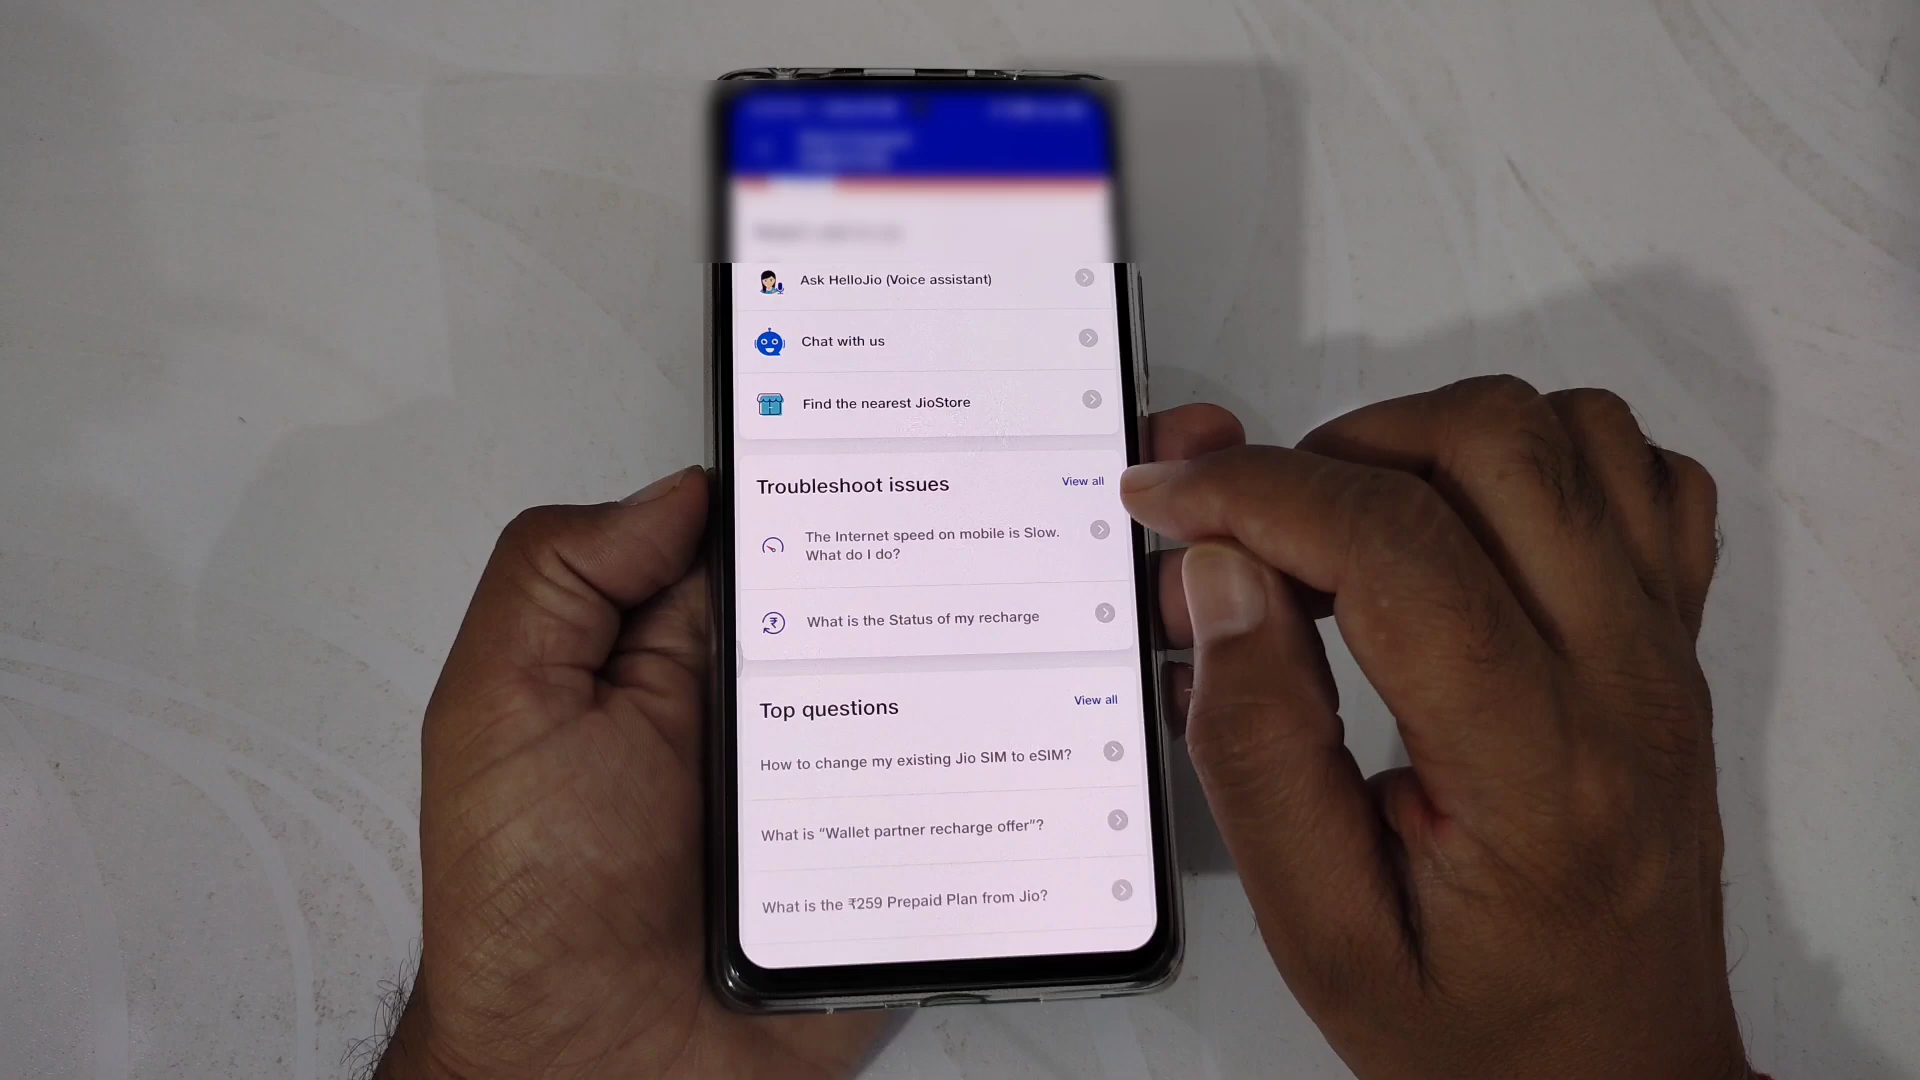 Ask HelloJio (Voice assistant)
Chat with us
Find the nearest JioStore
Troubleshoot issues
View all
The Internet speed on mobile is Slow.
What do I do?
What is the Status of my recharge
Top questions
View all
How to change my existing Jio SIM to eSIM?
What is “Wallet partner recharge offer”?
What is the ₹259 Prepaid Plan from Jio?